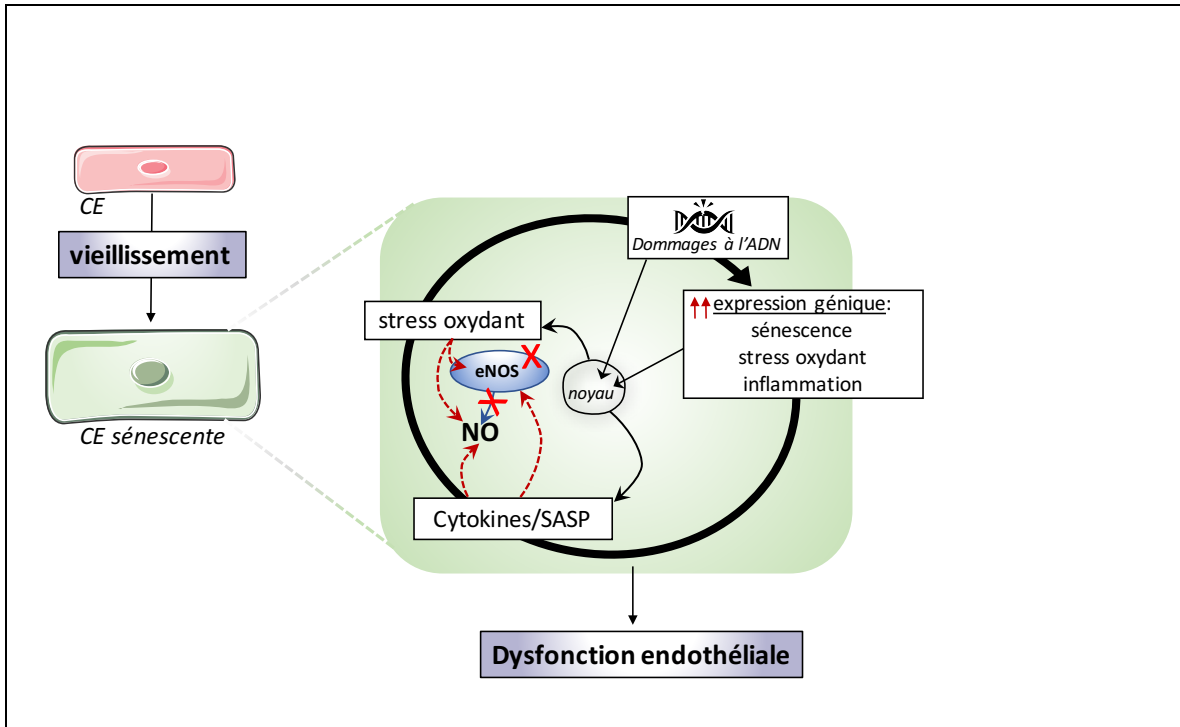 CE
vieillissement
CE sénescente
Dommages à l'ADN
expression génique:
sénescence
stress oxydant
inflammation
stress oxydant
eNOS
noyau
NO
Cytokines/SASP
Dysfonction endothéliale